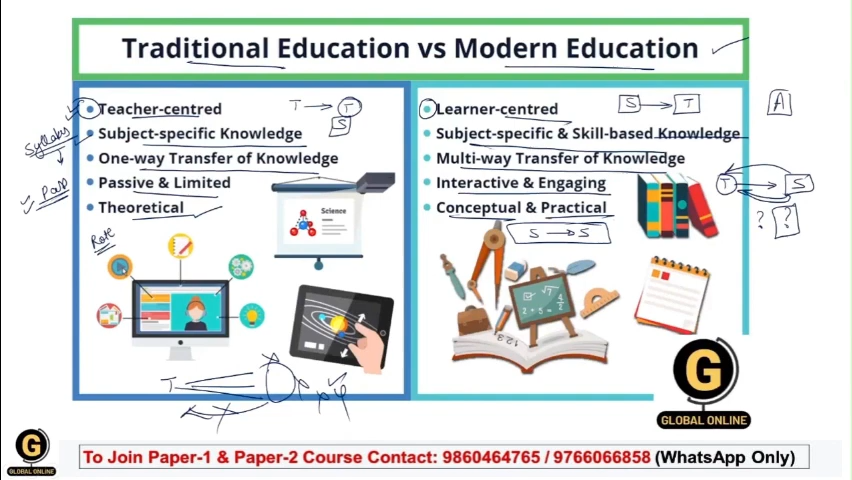 Traditional Education vs Modern Education
Teacher-centred
Subject-specific Knowledge
One-way Transfer of Knowledge
Passive & Limited
Theoretical
T → T
S
Syllabus
Pass
Rote
Science
T
Learner-centred
Subject-specific & Skill-based Knowledge
Multi-way Transfer of Knowledge
Interactive & Engaging
Conceptual & Practical
S → T
A
T → S
? ?
S → S
123
G
GLOBAL ONLINE
G
GLOBAL ONLINE
To Join Paper-1 & Paper-2 Course Contact: 9860464765 / 9766066858 (WhatsApp Only)